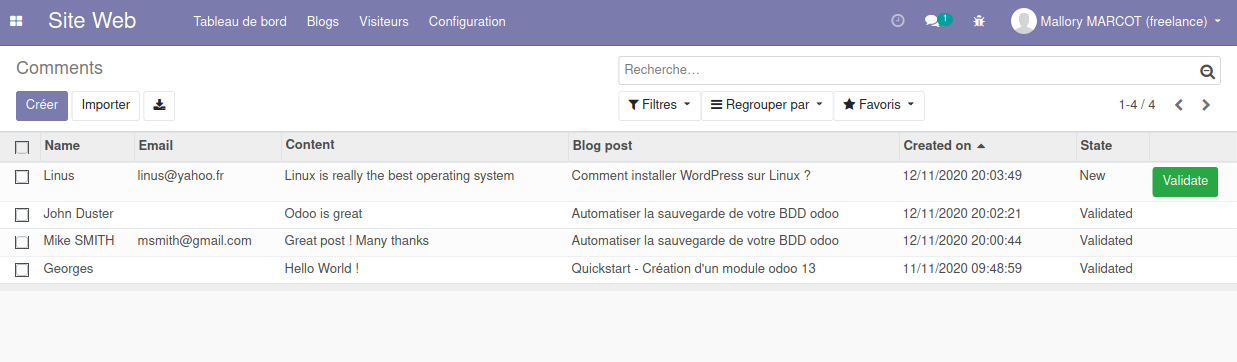 Site Web Tableau de bord Blogs Visiteurs Configuration 1 Mallory MARCOT (freelance)
Comments Recherche...
Créer Importer Filtres Regrouper par Favoris 1-4 / 4
Name Email Content Blog post Created on State
Linus linus@yahoo.fr Linux is really the best operating system Comment installer WordPress sur Linux ? 12/11/2020 20:03:49 New Validate
John Duster Odoo is great Automatiser la sauvegarde de votre BDD odoo 12/11/2020 20:02:21 Validated
Mike SMITH msmith@gmail.com Great post ! Many thanks Automatiser la sauvegarde de votre BDD odoo 12/11/2020 20:00:44 Validated
Georges Hello World ! Quickstart - Création d'un module odoo 13 11/11/2020 09:48:59 Validated